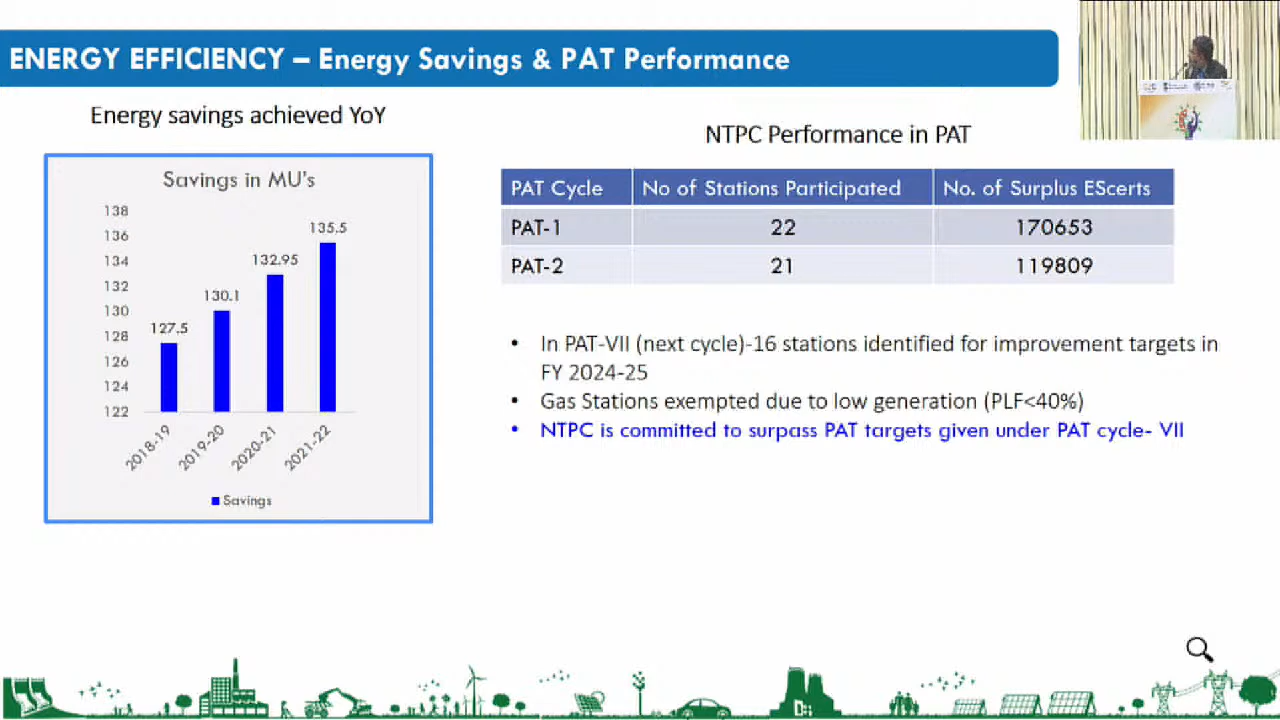 ENERGY EFFICIENCY – Energy Savings & PAT Performance
Energy savings achieved YoY
Savings in MU's
138
136
134
132
130
128
126
124
122
127.5
130.1
132.95
135.5
2018-19
2019-20
2020-21
2021-22
Savings
NTPC Performance in PAT
PAT Cycle No of Stations Participated No. of Surplus EScerts
PAT-1 22 170653
PAT-2 21 119809
• In PAT-VII (next cycle)-16 stations identified for improvement targets in
FY 2024-25
• Gas Stations exempted due to low generation (PLF<40%)
• NTPC is committed to surpass PAT targets given under PAT cycle- VII